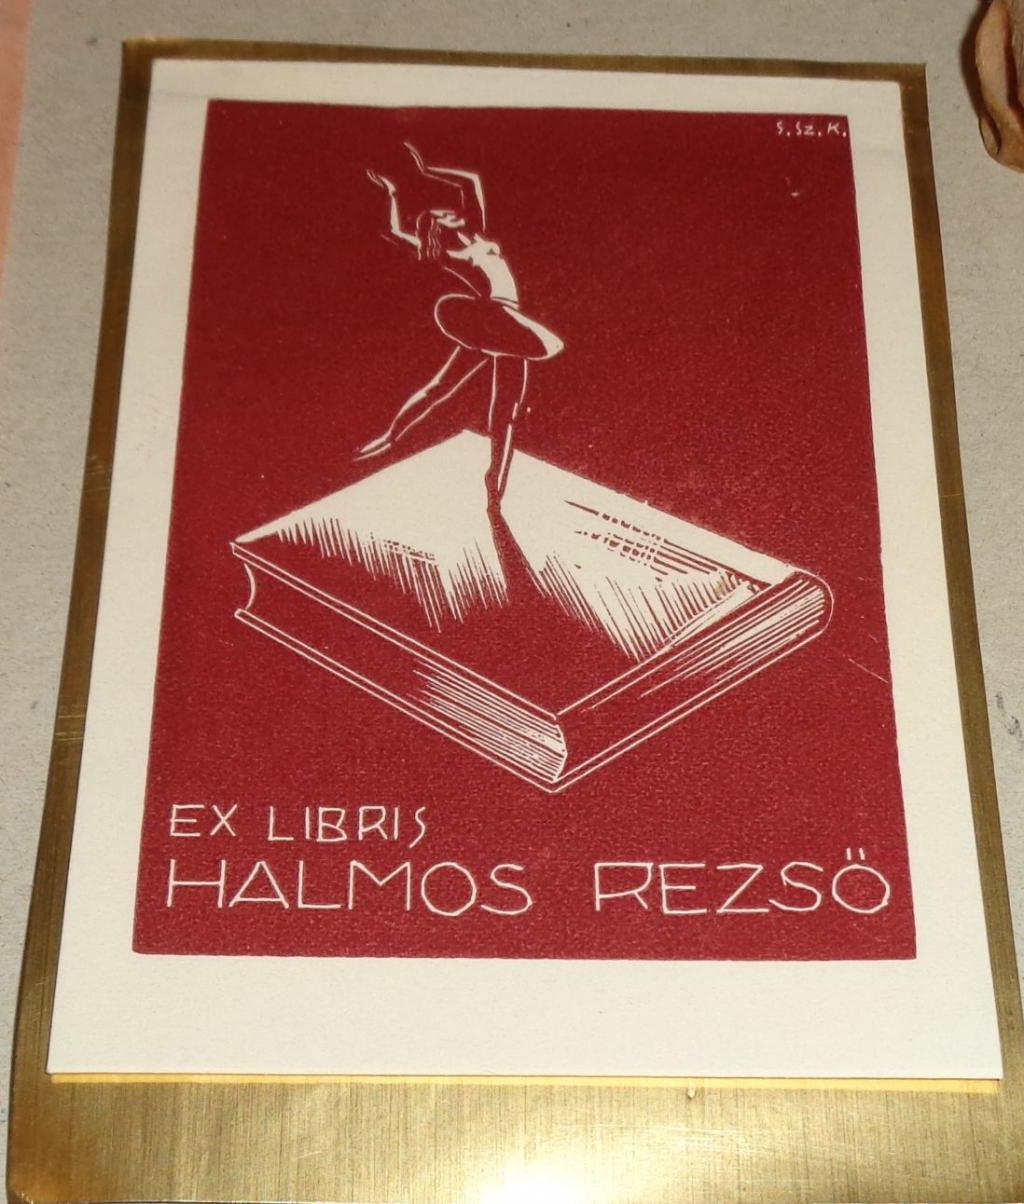 S. SZ. K.
EX LIBRIS
HALMOS REZSÖ